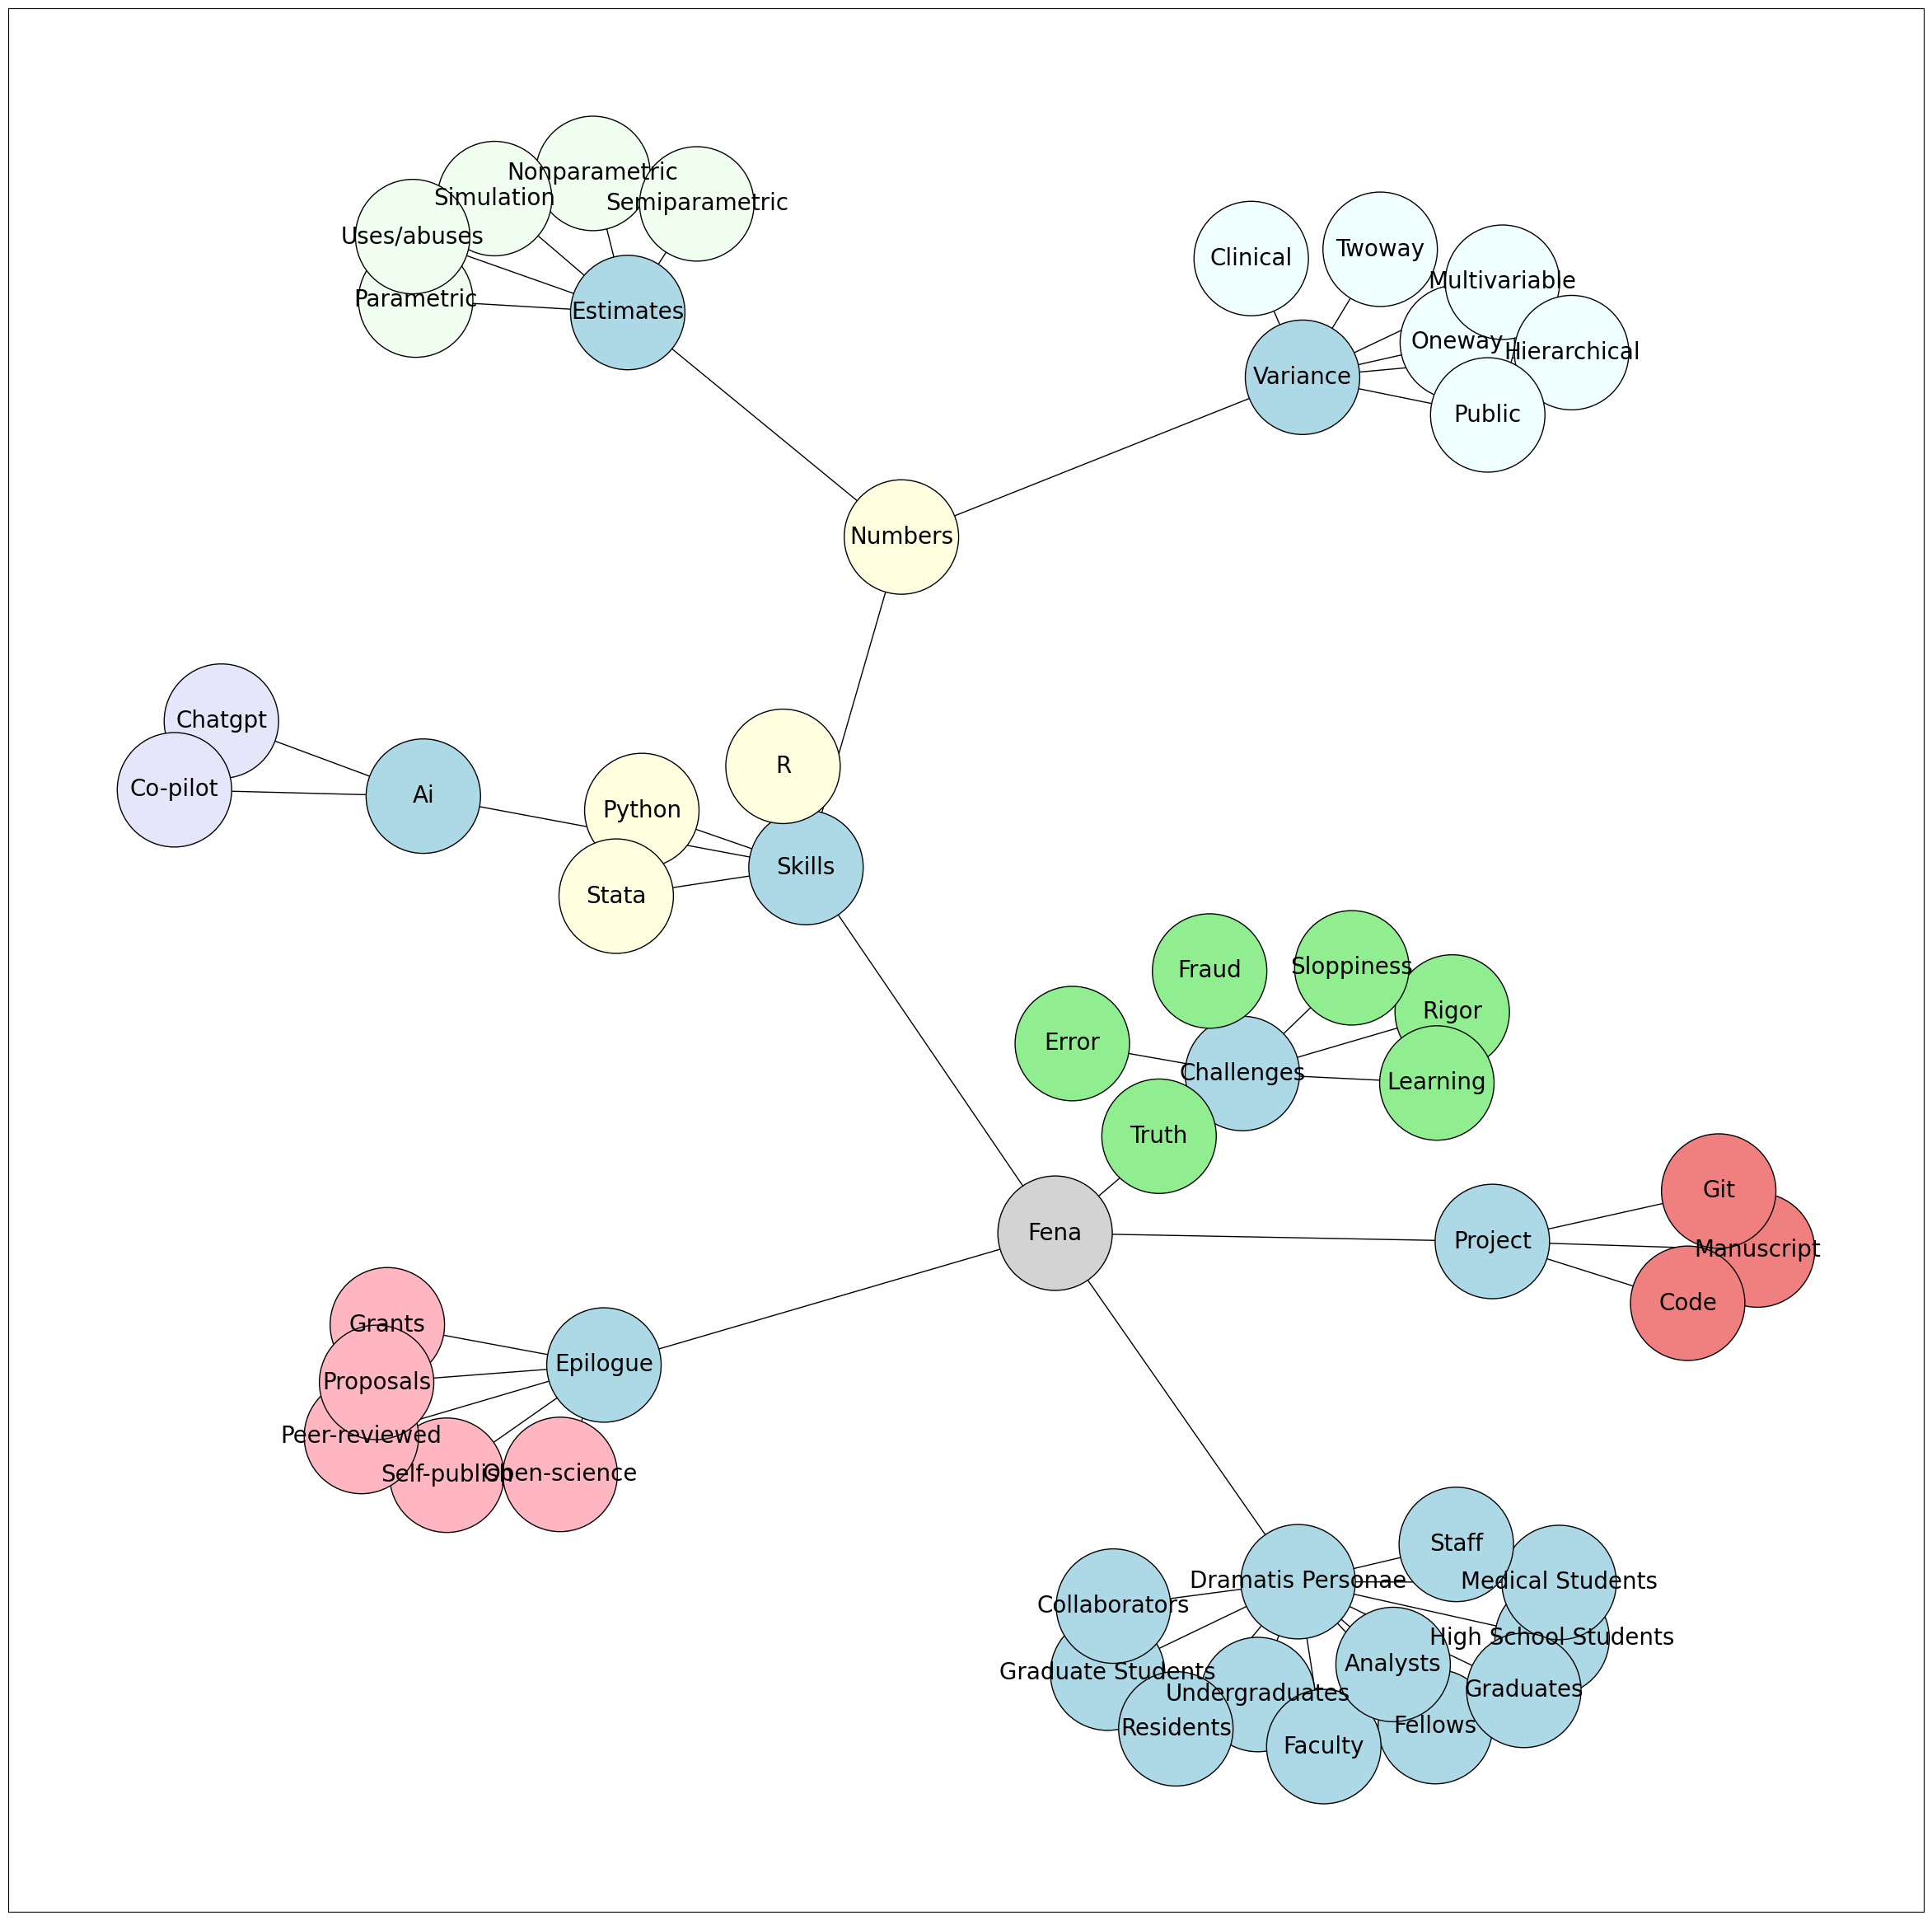 Nonparametric
Simulation
Semiparametric
Uses/abuses
Parametric
Estimates
Clinical
Twoway
Multivariable
Oneway
Hierarchical
Variance
Public
Numbers
Chatgpt
Co-pilot
Ai
R
Python
Skills
Stata
Fraud
Sloppiness
Rigor
Error
Challenges
Learning
Truth
Fena
Git
Project
Manuscript
Code
Grants
Epilogue
Proposals
Peer-reviewed
Self-publish
Open-science
Staff
Dramatis Personae
Medical Students
Collaborators
High School Students
Analysts
Graduate Students
Undergraduates
Graduates
Residents
Fellows
Faculty